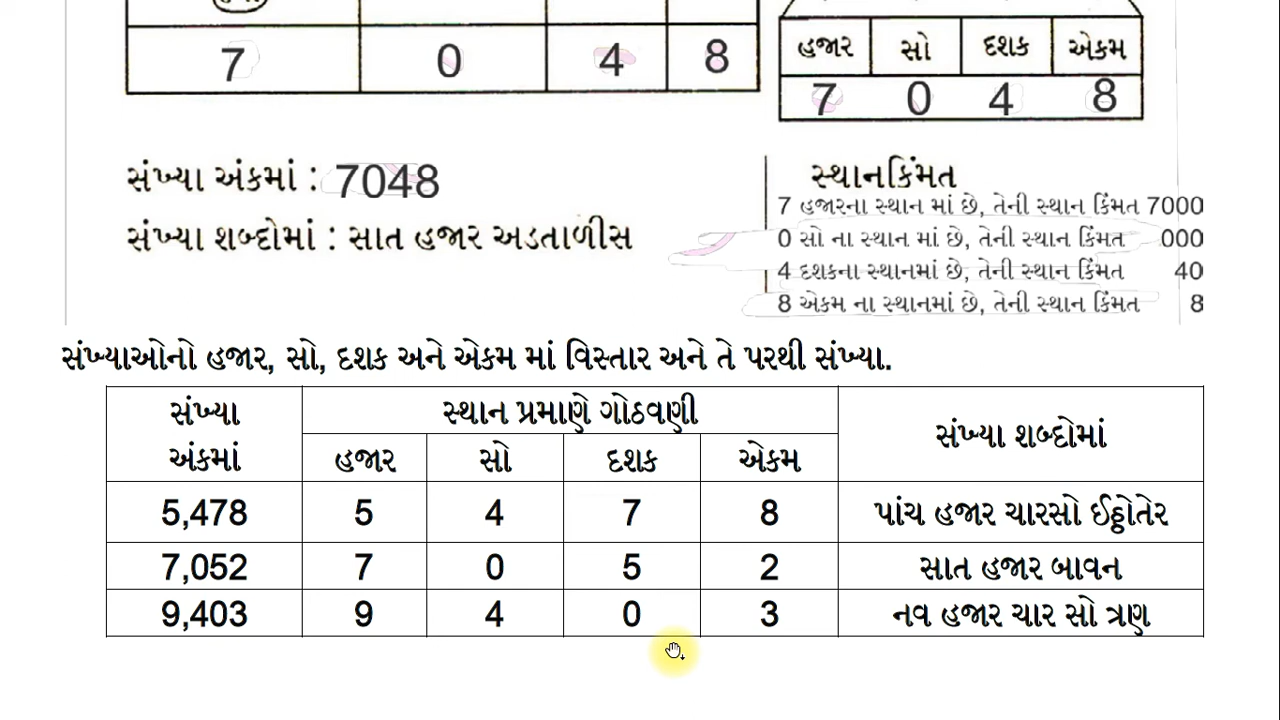 7 0 4 8
હજાર સો દશક એકમ
7 0 4 8
સંખ્યા અંકમાં : 7048
સંખ્યા શબ્દોમાં : સાત હજાર અડતાળીસ
સ્થાનકિંમત
7 હજારના સ્થાન માં છે, તેની સ્થાન કિંમત 7000
0 સો ના સ્થાન માં છે, તેની સ્થાન કિંમત 000
4 દશકના સ્થાનમાં છે, તેની સ્થાન કિંમત 40
8 એકમ ના સ્થાનમાં છે, તેની સ્થાન કિંમત 8
સંખ્યાઓનો હજાર, સો, દશક અને એકમ માં વિસ્તાર અને તે પરથી સંખ્યા.
સંખ્યા અંકમાં સ્થાન પ્રમાણે ગોઠવણી સંખ્યા શબ્દોમાં
હજાર સો દશક એકમ
5,478 5 4 7 8 પાંચ હજાર ચારસો ઈઠ્ઠોતેર
7,052 7 0 5 2 સાત હજાર બાવન
9,403 9 4 0 3 નવ હજાર ચાર સો ત્રણ